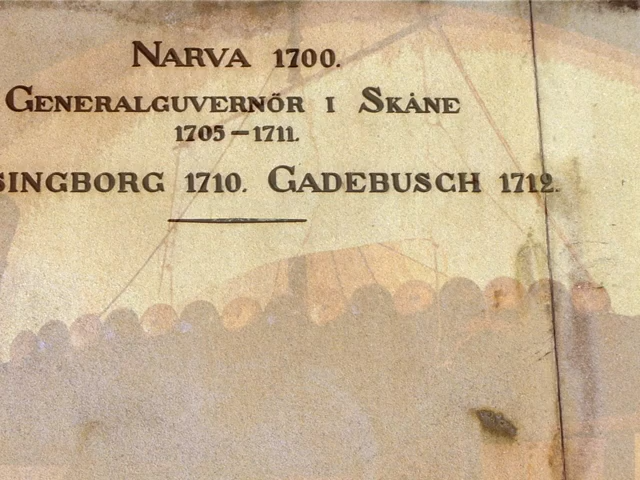 NARVA 1700.
GENERALGUVERNÖR I SKÅNE
1705–1711.
SINGBORG 1710. GADEBUSCH 1712.